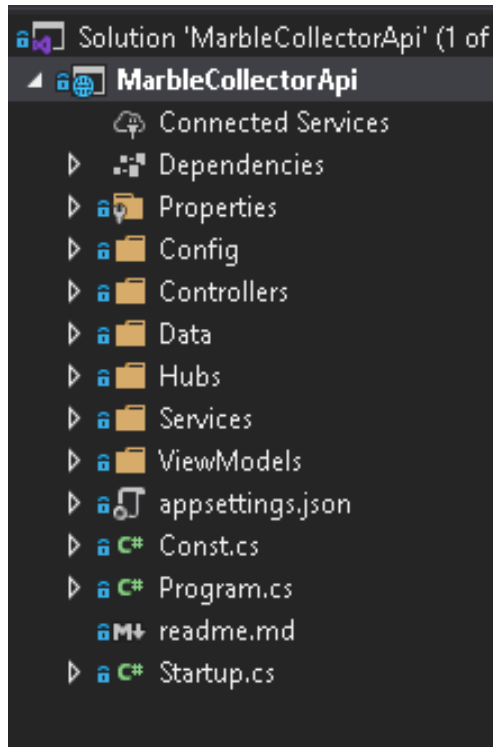 Solution 'MarbleCollectorApi' (1 of
MarbleCollectorApi
Connected Services
Dependencies
Properties
Config
Controllers
Data
Hubs
Services
ViewModels
appsettings.json
C# Const.cs
C# Program.cs
M↓ readme.md
C# Startup.cs